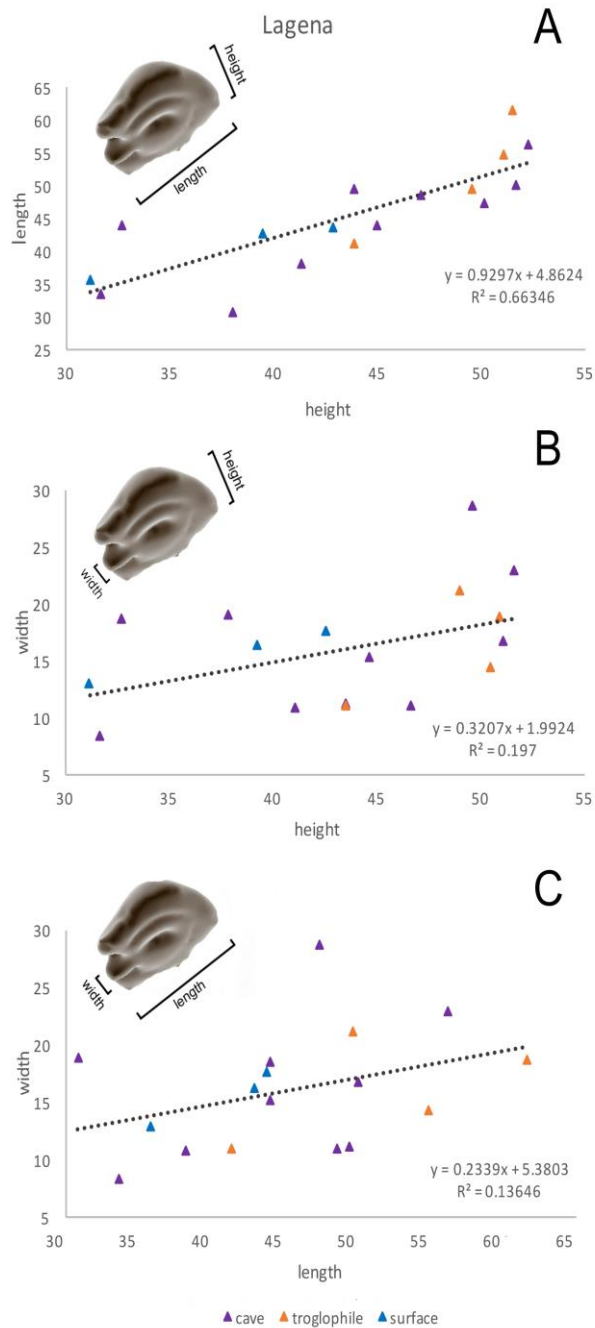 Lagena
A
height
length
65
60
55
50
45
40
35
30
25
length
y = 0.9297x + 4.8624
R² = 0.66346
30 35 40 45 50 55
height
B
height
width
30
25
20
15
10
5
width
y = 0.3207x + 1.9924
R² = 0.197
30 35 40 45 50 55
height
C
width
length
30
25
20
15
10
5
width
y = 0.2339x + 5.3803
R² = 0.13646
30 35 40 45 50 55 60 65
length
cave troglophile surface